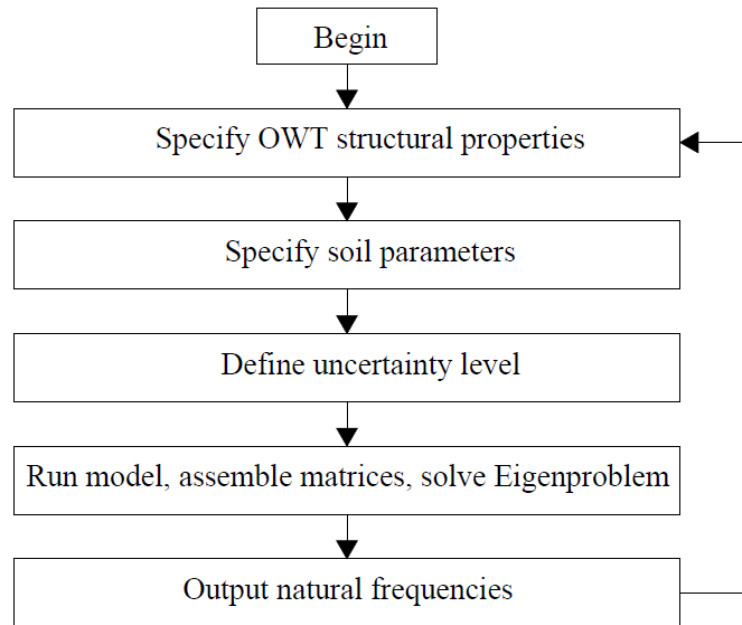 Begin
Specify OWT structural properties
Specify soil parameters
Define uncertainty level
Run model, assemble matrices, solve Eigenproblem
Output natural frequencies